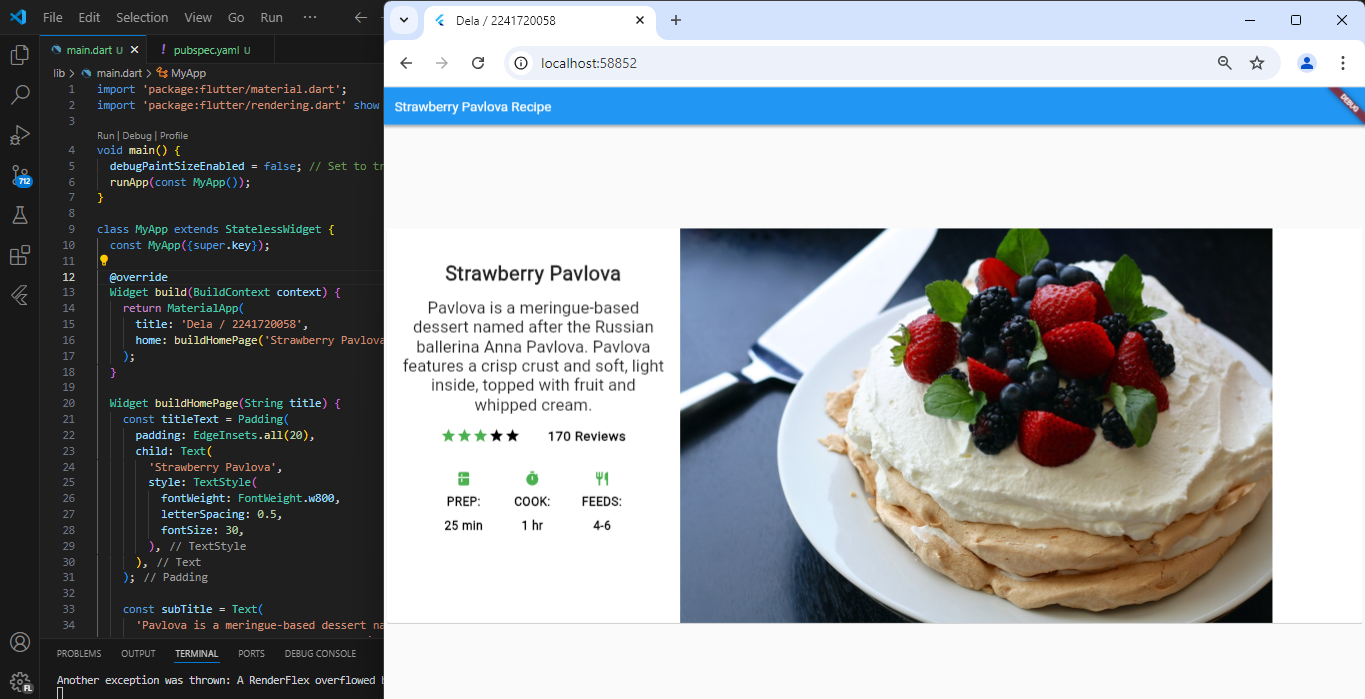 File Edit Selection View Go Run ···
main.dart U
pubspec.yaml U
lib > main.dart > MyApp
1 import 'package:flutter/material.dart';
2 import 'package:flutter/rendering.dart' show
3
Run | Debug | Profile
4 void main() {
5 debugPaintSizeEnabled = false; // Set to tr
6 runApp(const MyApp());
7 }
8
9 class MyApp extends StatelessWidget {
10 const MyApp({super.key});
11
12 @override
13 Widget build(BuildContext context) {
14 return MaterialApp(
15 title: 'Dela / 2241720058',
16 home: buildHomePage('Strawberry Pavlova
17 );
18 }
19
20 Widget buildHomePage(String title) {
21 const titleText = Padding(
22 padding: EdgeInsets.all(20),
23 child: Text(
24 'Strawberry Pavlova',
25 style: TextStyle(
26 fontWeight: FontWeight.w800,
27 letterSpacing: 0.5,
28 fontSize: 30,
29 ), // TextStyle
30 ), // Text
31 ); // Padding
32
33 const subTitle = Text(
34 'Pavlova is a meringue-based dessert na
712
FL
PROBLEMS OUTPUT TERMINAL PORTS DEBUG CONSOLE
Another exception was thrown: A RenderFlex overflowed b
Dela / 2241720058
localhost:58852
Strawberry Pavlova Recipe
DEBUG
Strawberry Pavlova
Pavlova is a meringue-based
dessert named after the Russian
ballerina Anna Pavlova. Pavlova
features a crisp crust and soft, light
inside, topped with fruit and
whipped cream.
170 Reviews
PREP: COOK: FEEDS:
25 min 1 hr 4-6